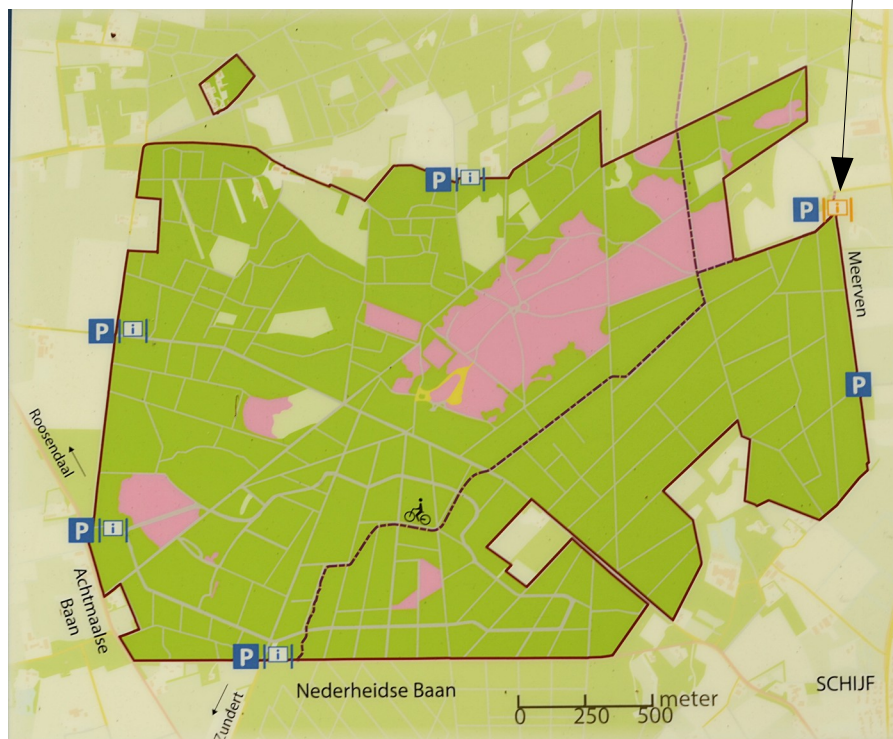 P i
P i
Meerven
P i
P
Roosendaal
P i
Achtmaalse
Baan
P i
Nederheidse Baan
SCHIJF
Zundert
meter
0 250 500